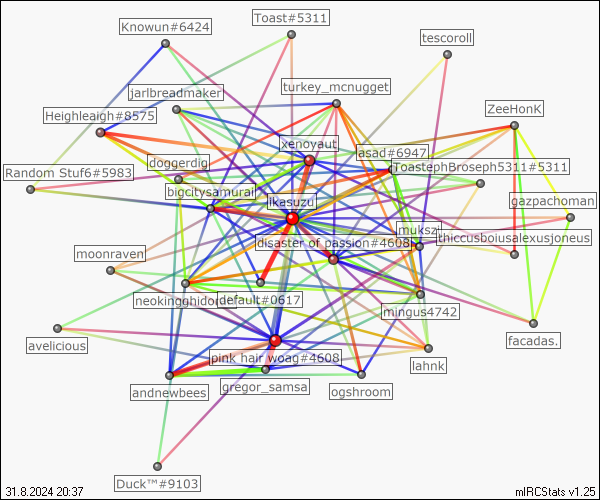 Toast#5311
Knowun#6424
tescoroll
turkey_mcnugget
jarlbreadmaker
ZeeHonK
Heighleaigh#8575
xenoyaut
asad#6947
doggerdig
ToastephBroseph5311#5311
Random Stuf6#5983
bigcitysamurai
ikasuzu
gazpachoman
muksz
thiccusboiusalexusjoneus
disaster of passion#4608
moonraven
neokingghidor
default#0617
mingus4742
facadas.
avelicious
pink hair woag#4608
lahnk
andnewbees
gregor_samsa
ogshroom
Duck™#9103
31.8.2024 20:37
mIRCStats v1.25